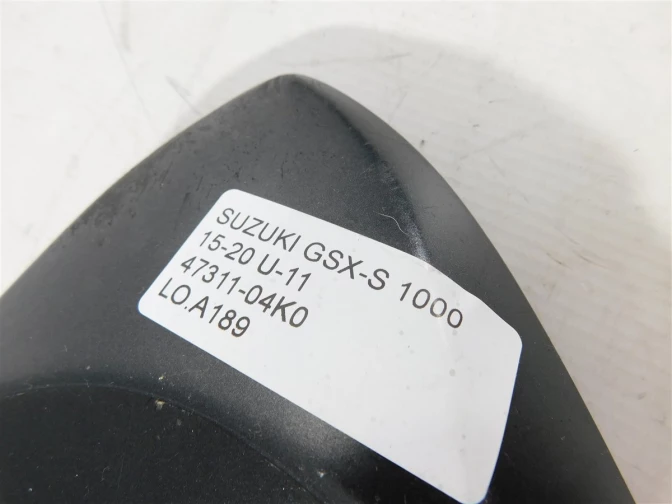 SUZUKI GSX-S 1000
15-20 U-11
47311-04K0
LO.A189